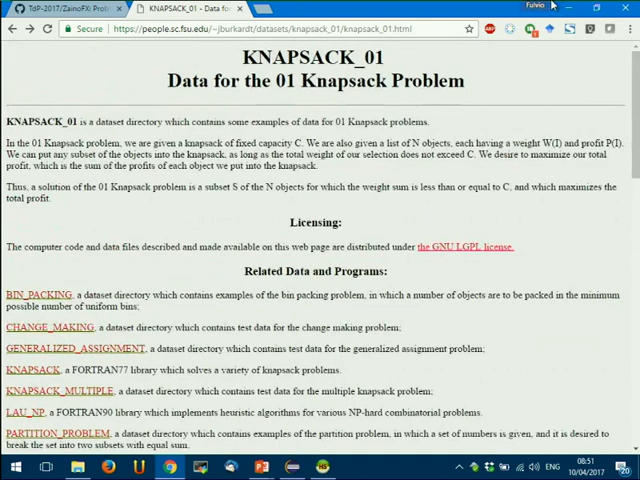 Fulvio
TdP-2017/ZainoFX: Probl
KNAPSACK_01 - Data for
Secure https://people.sc.fsu.edu/~jburkardt/datasets/knapsack_01/knapsack_01.html
KNAPSACK_01
Data for the 01 Knapsack Problem
KNAPSACK_01 is a dataset directory which contains some examples of data for 01 Knapsack problems.
In the 01 Knapsack problem, we are given a knapsack of fixed capacity C. We are also given a list of N objects, each having a weight W(I) and profit P(I).
We can put any subset of the objects into the knapsack, as long as the total weight of our selection does not exceed C. We desire to maximize our total
profit, which is the sum of the profits of each object we put into the knapsack.
Thus, a solution of the 01 Knapsack problem is a subset S of the N objects for which the weight sum is less than or equal to C, and which maximizes the
total profit.
Licensing:
The computer code and data files described and made available on this web page are distributed under the GNU LGPL license.
Related Data and Programs:
BIN_PACKING, a dataset directory which contains examples of the bin packing problem, in which a number of objects are to be packed in the minimum
possible number of uniform bins;
CHANGE_MAKING, a dataset directory which contains test data for the change making problem;
GENERALIZED_ASSIGNMENT, a dataset directory which contains test data for the generalized assignment problem;
KNAPSACK, a FORTRAN77 library which solves a variety of knapsack problems.
KNAPSACK_MULTIPLE, a dataset directory which contains test data for the multiple knapsack problem;
LAU_NP, a FORTRAN90 library which implements heuristic algorithms for various NP-hard combinatorial problems.
PARTITION_PROBLEM, a dataset directory which contains examples of the partition problem, in which a set of numbers is given, and it is desired to
break the set into two subsets with equal sum.
ENG
08:51
10/04/2017
20